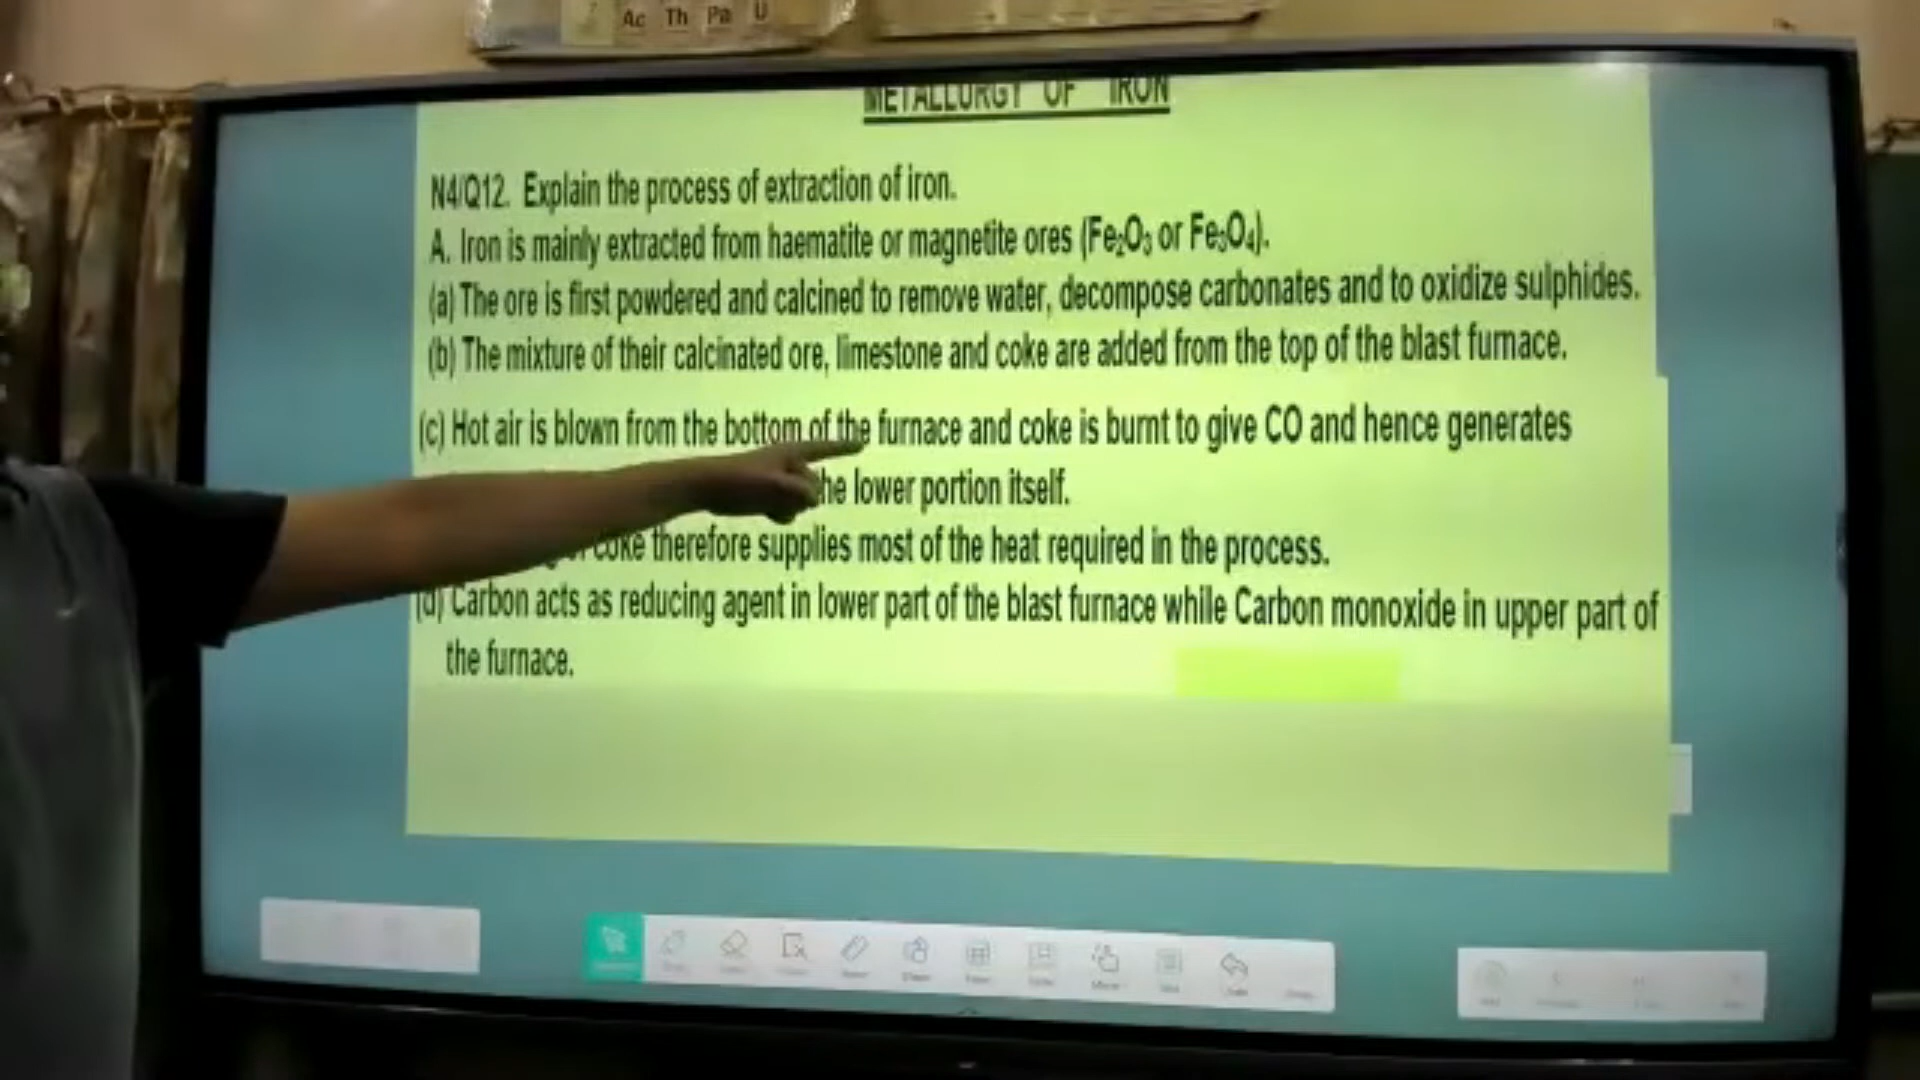 Ac Th Pa U
METALLURGY OF IRON
N4/Q12. Explain the process of extraction of iron.
A. Iron is mainly extracted from haematite or magnetite ores (Fe₂O₃ or Fe₃O₄).
(a) The ore is first powdered and calcined to remove water, decompose carbonates and to oxidize sulphides.
(b) The mixture of their calcinated ore, limestone and coke are added from the top of the blast furnace.
(c) Hot air is blown from the bottom of the furnace and coke is burnt to give CO and hence generates
the lower portion itself.
coke therefore supplies most of the heat required in the process.
(d) Carbon acts as reducing agent in lower part of the blast furnace while Carbon monoxide in upper part of
the furnace.